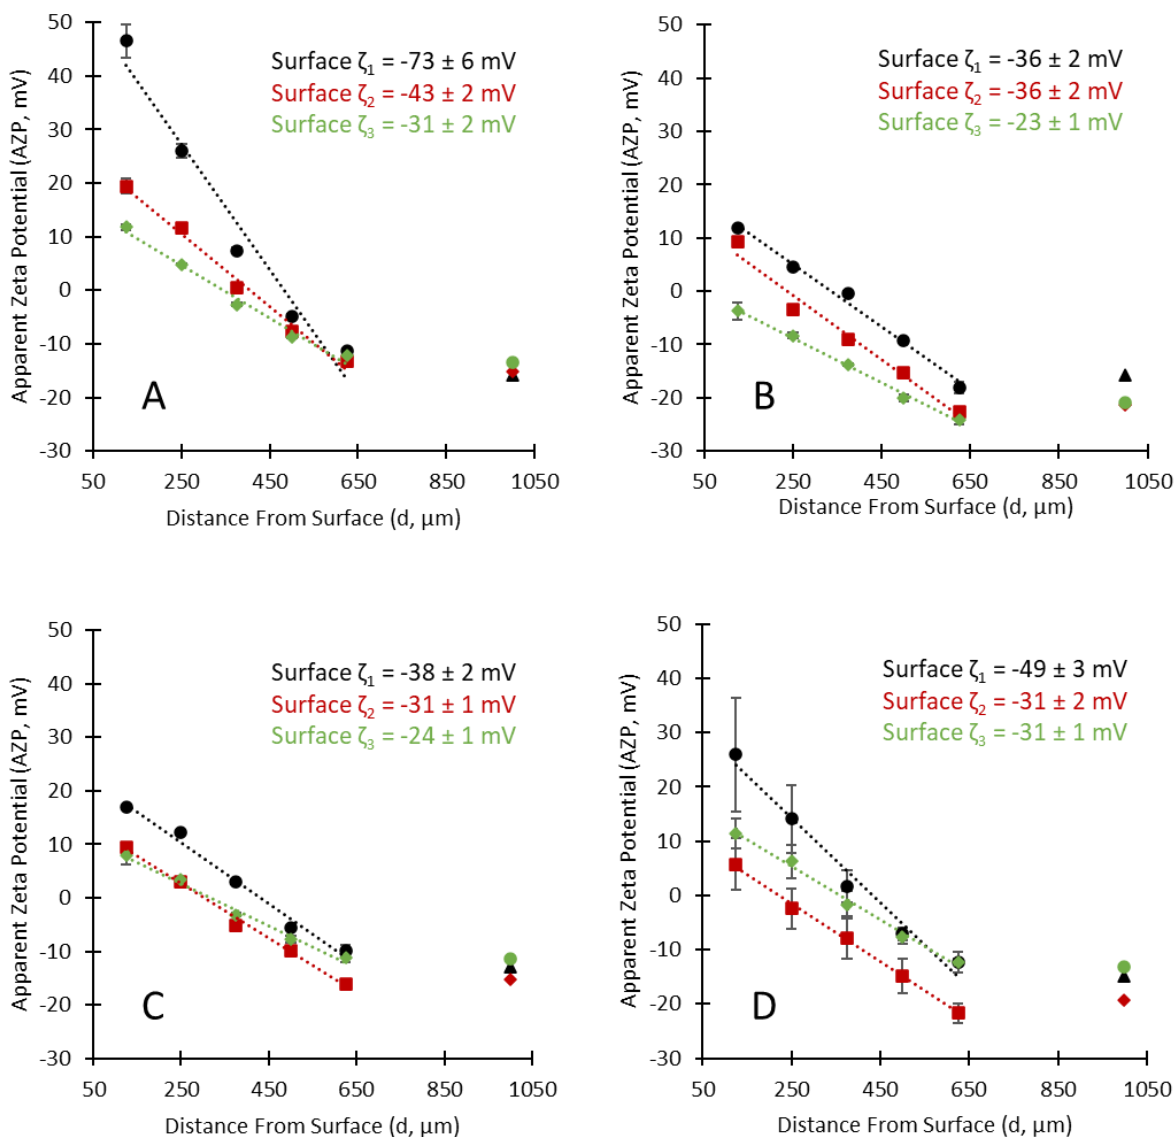 50
40
30
20
10
0
-10
-20
-30
Apparent Zeta Potential (AZP, mV)
Surface ζ1 = -73 ± 6 mV
Surface ζ2 = -43 ± 2 mV
Surface ζ3 = -31 ± 2 mV
A
50 250 450 650 850 1050
Distance From Surface (d, μm)
50
40
30
20
10
0
-10
-20
-30
Apparent Zeta Potential (AZP, mV)
Surface ζ1 = -36 ± 2 mV
Surface ζ2 = -36 ± 2 mV
Surface ζ3 = -23 ± 1 mV
B
50 250 450 650 850 1050
Distance From Surface (d, μm)
50
40
30
20
10
0
-10
-20
-30
Apparent Zeta Potential (AZP, mV)
Surface ζ1 = -38 ± 2 mV
Surface ζ2 = -31 ± 1 mV
Surface ζ3 = -24 ± 1 mV
C
50 250 450 650 850 1050
Distance From Surface (d, μm)
50
40
30
20
10
0
-10
-20
-30
Apparent Zeta Potential (AZP, mV)
Surface ζ1 = -49 ± 3 mV
Surface ζ2 = -31 ± 2 mV
Surface ζ3 = -31 ± 1 mV
D
50 250 450 650 850 1050
Distance From Surface (d, μm)